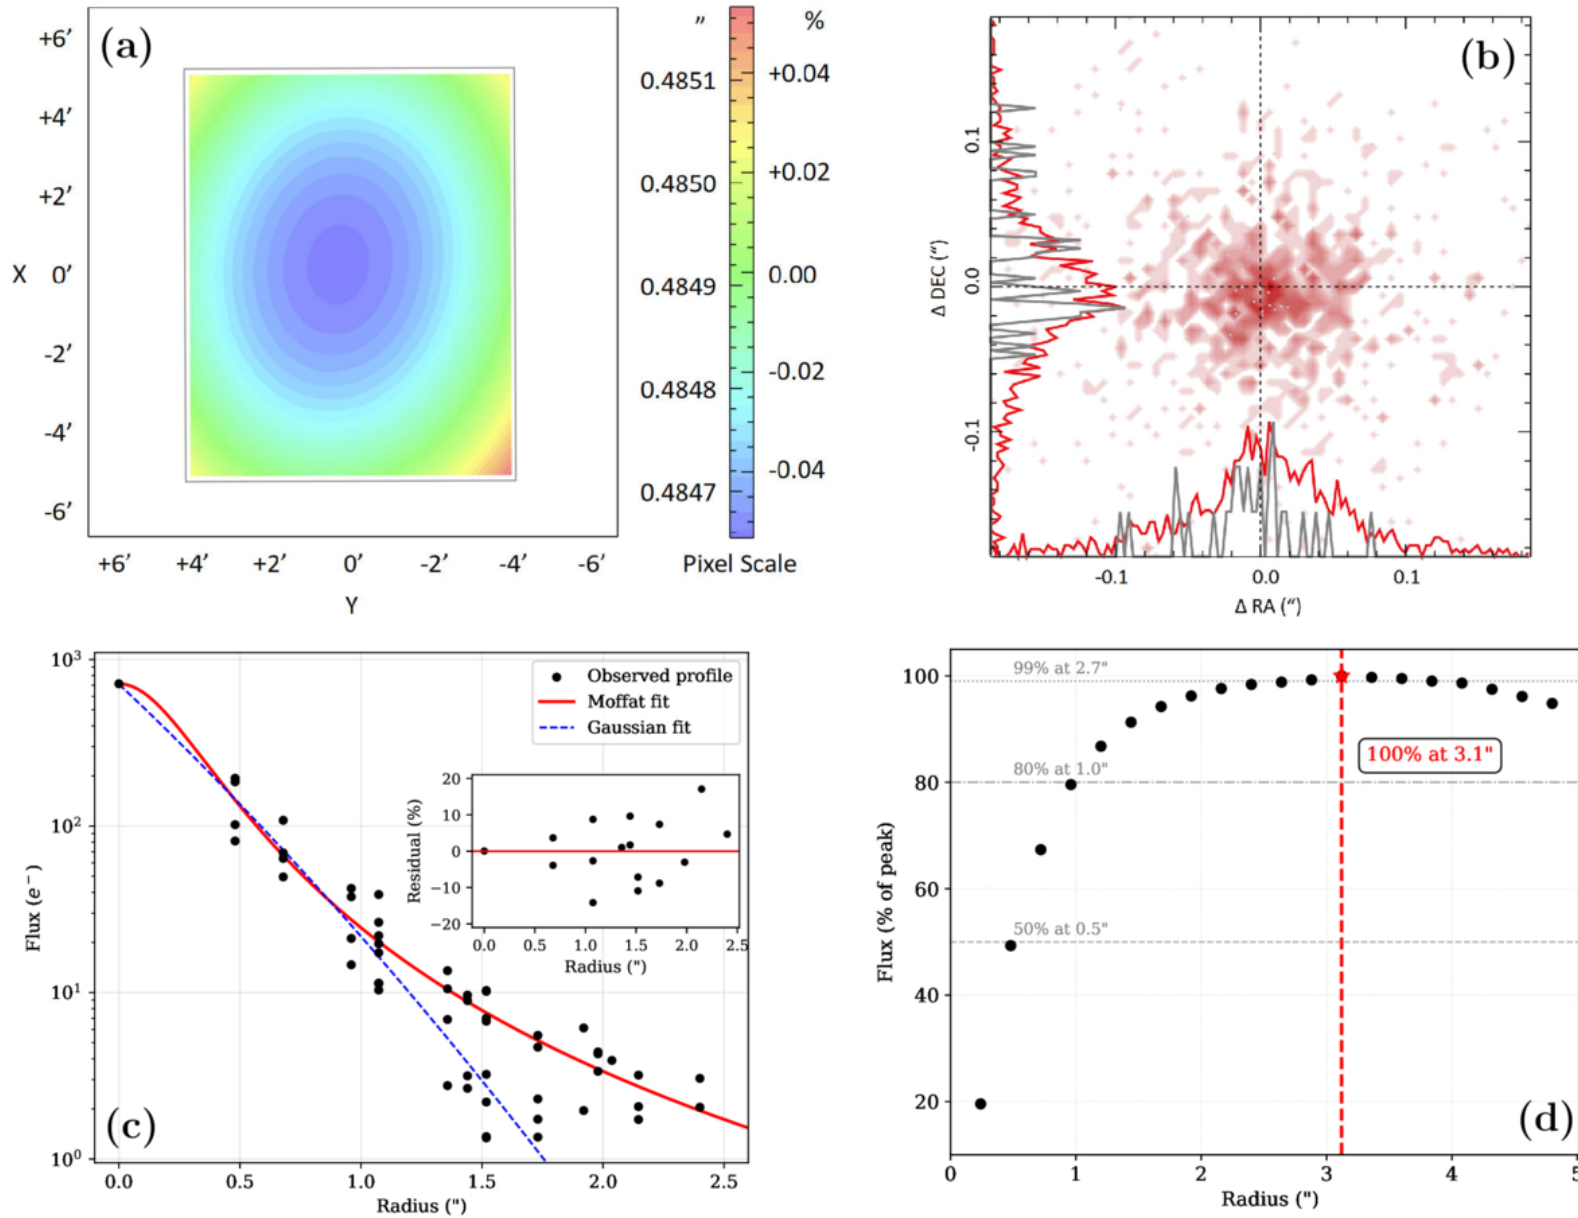 (a)
+6’
+4’
+2’
X 0’
-2’
-4’
-6’
+6’ +4’ +2’ 0’ -2’ -4’ -6’
Y
” %
0.4851 +0.04
0.4850 +0.02
0.4849 0.00
0.4848 -0.02
0.4847 -0.04
Pixel Scale
(b)
0.1
0.0
-0.1
Δ DEC (“)
-0.1 0.0 0.1
Δ RA (“)
10³
10²
10¹
10⁰
Flux (e⁻)
Observed profile
Moffat fit
Gaussian fit
20
10
0
−10
−20
Residual (%)
0.0 0.5 1.0 1.5 2.0 2.5
Radius (")
(c)
0.0 0.5 1.0 1.5 2.0 2.5
Radius (")
100
80
60
40
20
Flux (% of peak)
99% at 2.7"
100% at 3.1"
80% at 1.0"
50% at 0.5"
(d)
0 1 2 3 4 5
Radius (")